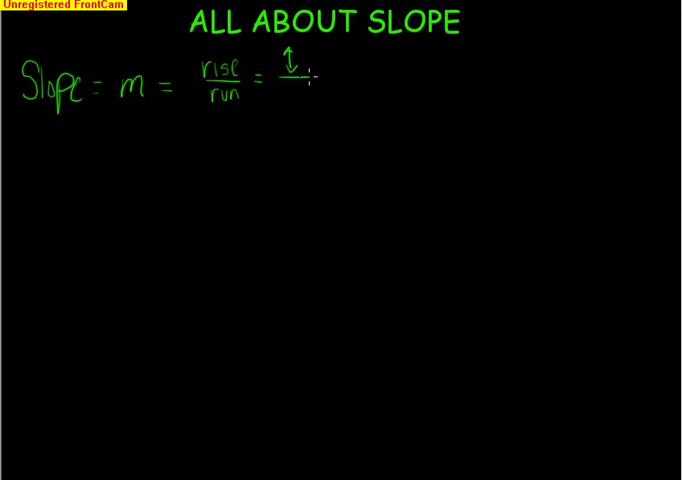 Unregistered FrontCam
ALL ABOUT SLOPE
Slope = m = rise/run = ↕/